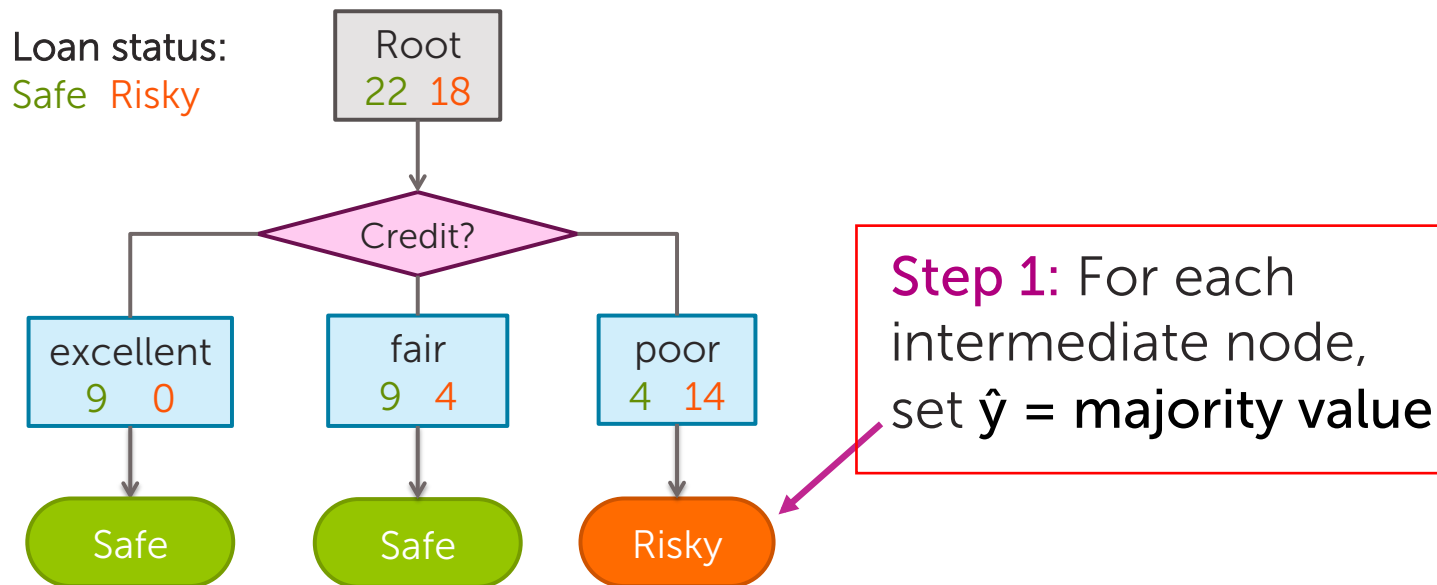 Loan status:
Safe Risky
Root
22 18
Credit?
excellent
9 0
fair
9 4
poor
4 14
Safe
Safe
Risky
Step 1: For each
intermediate node,
set ŷ = majority value